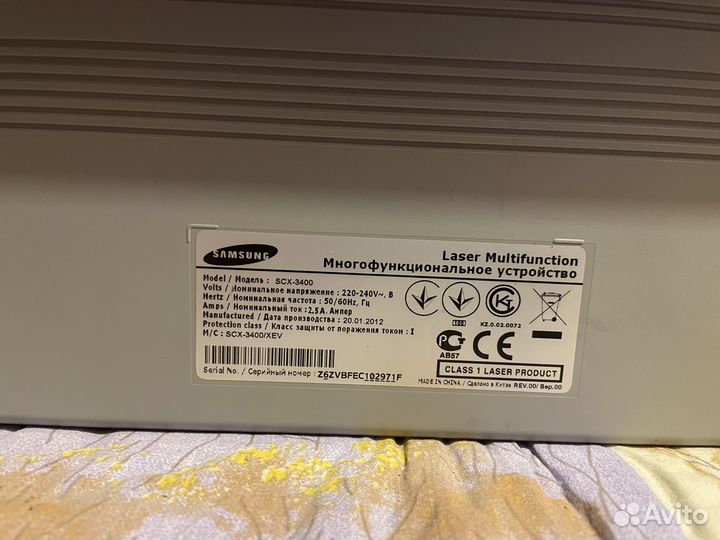 SAMSUNG
Laser Multifunction
Многофункциональное устройство
Model / Модель : SCX-3400
Volts / Номинальное напряжение : 220-240V~, В
Hertz / Номинальная частота : 50/60Hz, Гц
Amps / Номинальный ток : 2.5A. Ампер
Manufactured / Дата производства : 20.01.2012
Protection class / Класс защиты от поражения током : I
M/C : SCX-3400/XEV
KZ.0.02.0072
АВ57
CE
CLASS 1 LASER PRODUCT
Serial No. / Серийный номер : Z6ZVBFEC102971F
MADE IN CHINA / Сделано в Китае REV.00/ Вер.00
Avito